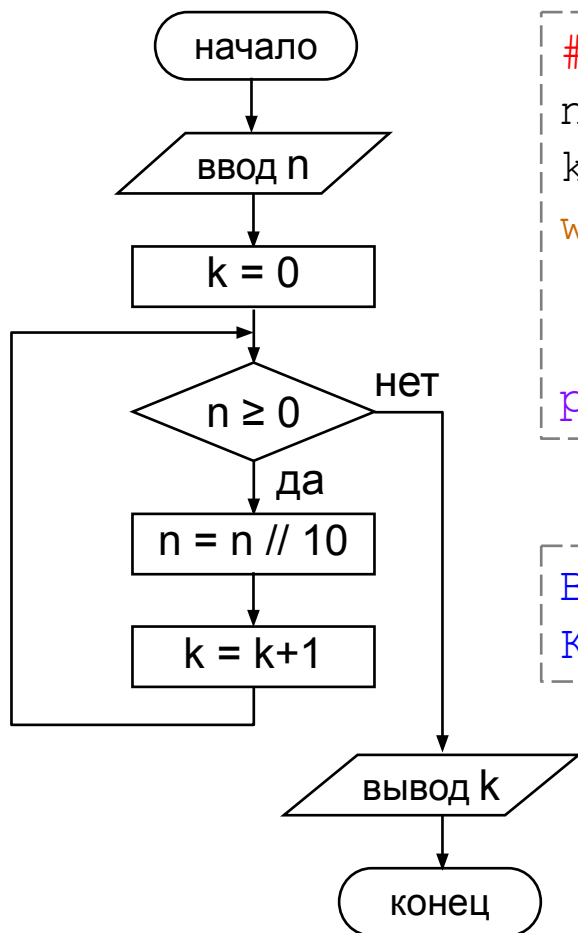 начало
ввод n
k = 0
n ≥ 0
нет
да
n = n // 10
k = k+1
вывод k
конец
#
n
k
w
p
В
К